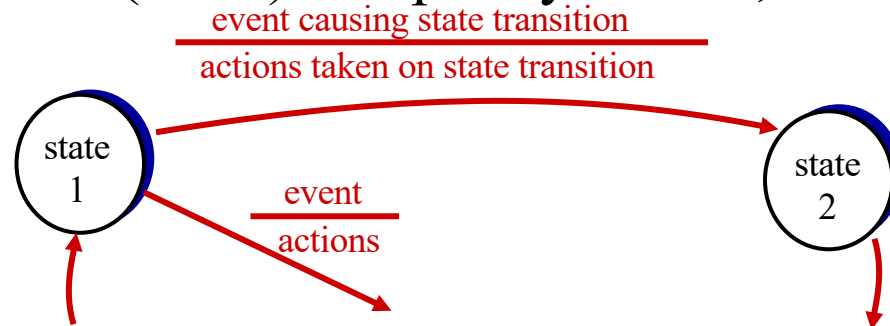 event causing state transition
actions taken on state transition
state
1
event
actions
state
2